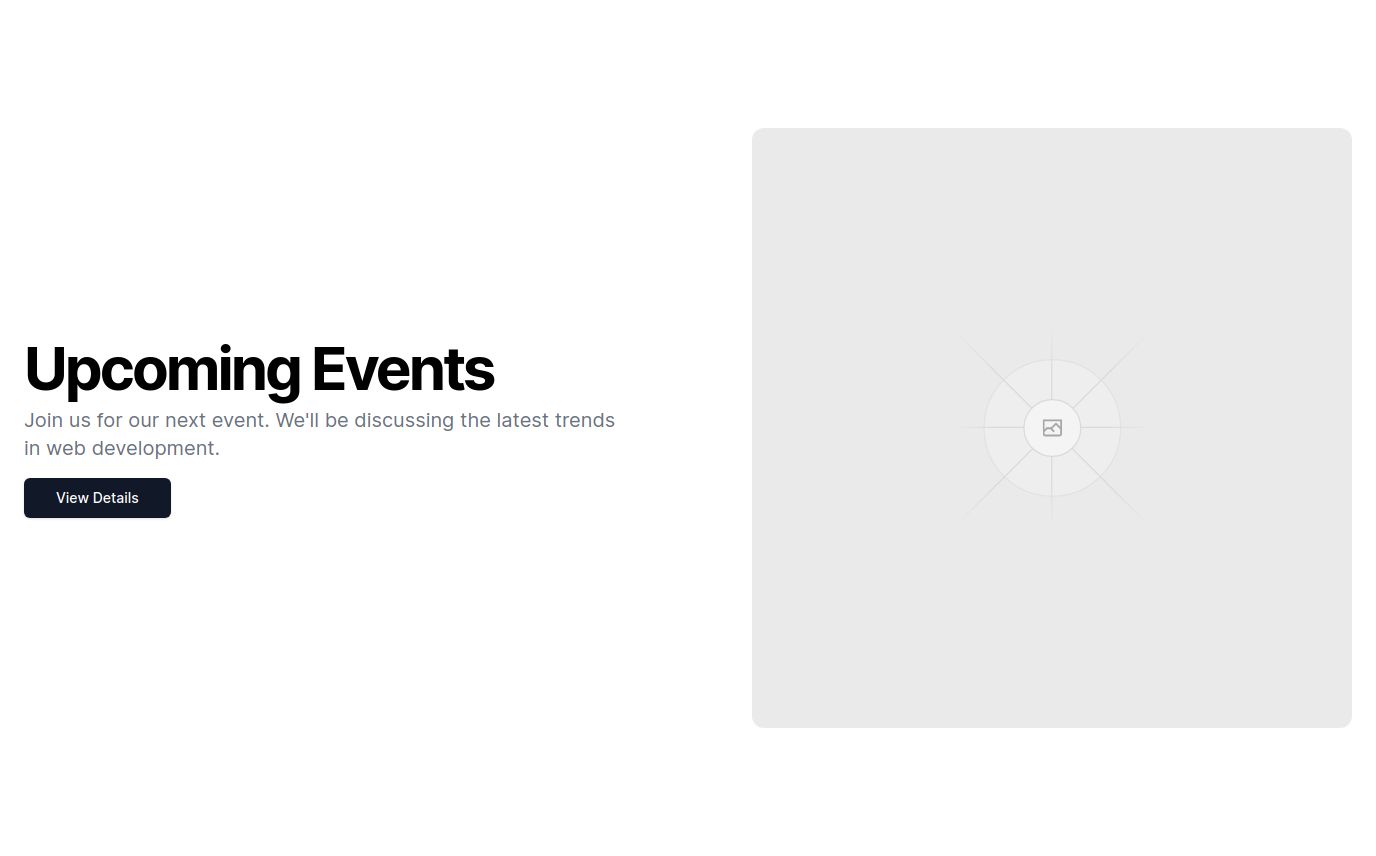 Upcoming Events
Join us for our next event. We'll be discussing the latest trends
in web development.
View Details